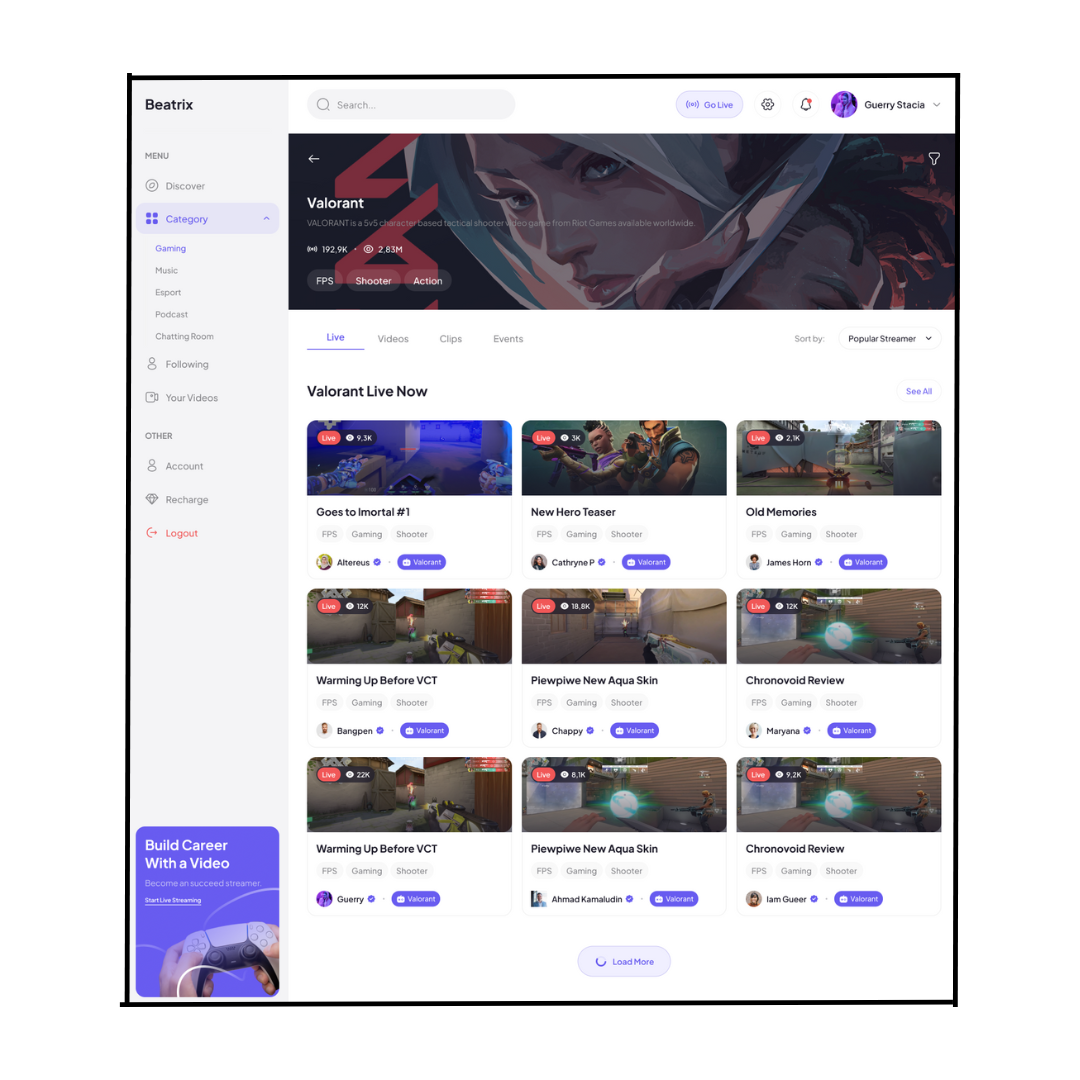 Beatrix
Search...
Go Live
Guerry Stacia
MENU
Discover
Category
Gaming
Music
Esport
Podcast
Chatting Room
Following
Your Videos
OTHER
Account
Recharge
Logout
Build Career
With a Video
Become an succeed streamer.
Start Live Streaming
Valorant
VALORANT is a 5v5 character based tactical shooter video game from Riot Games available worldwide.
192,9K • 2,83M
FPS Shooter Action
Live Videos Clips Events
Sort by: Popular Streamer
Valorant Live Now
See All
Live 9,3K
Goes to Imortal #1
FPS Gaming Shooter
Altereus • Valorant
Live 3K
New Hero Teaser
FPS Gaming Shooter
Cathryne P • Valorant
Live 2,1K
Old Memories
FPS Gaming Shooter
James Horn • Valorant
Live 12K
Warming Up Before VCT
FPS Gaming Shooter
Bangpen • Valorant
Live 18,8K
Piewpiwe New Aqua Skin
FPS Gaming Shooter
Chappy • Valorant
Live 12K
Chronovoid Review
FPS Gaming Shooter
Maryana • Valorant
Live 22K
Warming Up Before VCT
FPS Gaming Shooter
Guerry • Valorant
Live 8,1K
Piewpiwe New Aqua Skin
FPS Gaming Shooter
Ahmad Kamaludin • Valorant
Live 9,2K
Chronovoid Review
FPS Gaming Shooter
Iam Gueer • Valorant
Load More